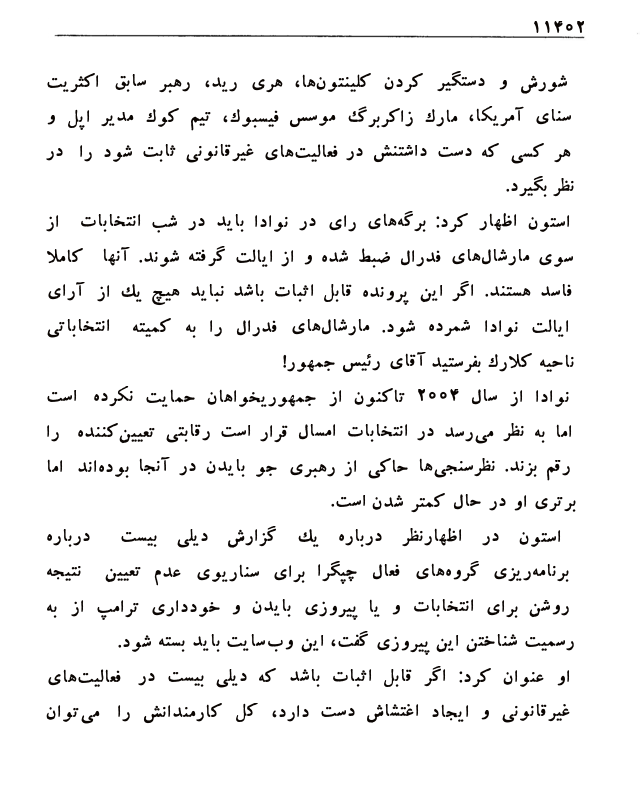 ۱۱۴۰۲
شورش و دستگیر کردن کلینتون‌ها، هری رید، رهبر سابق اکثریت
سنای آمریکا، مارك زاکربرگ موسس فیسبوك، تیم کوك مدیر اپل و
هر کسی که دست داشتنش در فعالیت‌های غیرقانونی ثابت شود را در
نظر بگیرد.
استون اظهار کرد: برگه‌های رای در نوادا باید در شب انتخابات از
سوی مارشال‌های فدرال ضبط شده و از ایالت گرفته شوند. آنها کاملا
فاسد هستند. اگر این پرونده قابل اثبات باشد نباید هیچ یك از آرای
ایالت نوادا شمرده شود. مارشال‌های فدرال را به کمیته انتخاباتی
ناحیه کلارك بفرستید آقای رئیس جمهور!
نوادا از سال ۲۰۰۴ تاکنون از جمهوریخواهان حمایت نکرده است
اما به نظر می‌رسد در انتخابات امسال قرار است رقابتی تعیین‌کننده را
رقم بزند. نظرسنجی‌ها حاکی از رهبری جو بایدن در آنجا بوده‌اند اما
برتری او در حال کمتر شدن است.
استون در اظهارنظر درباره یك گزارش دیلی بیست درباره
برنامه‌ریزی گروه‌های فعال چپگرا برای سناریوی عدم تعیین نتیجه
روشن برای انتخابات و یا پیروزی بایدن و خودداری ترامپ از به
رسمیت شناختن این پیروزی گفت، این وب‌سایت باید بسته شود.
او عنوان کرد: اگر قابل اثبات باشد که دیلی بیست در فعالیت‌های
غیرقانونی و ایجاد اغتشاش دست دارد، کل کارمندانش را می‌توان